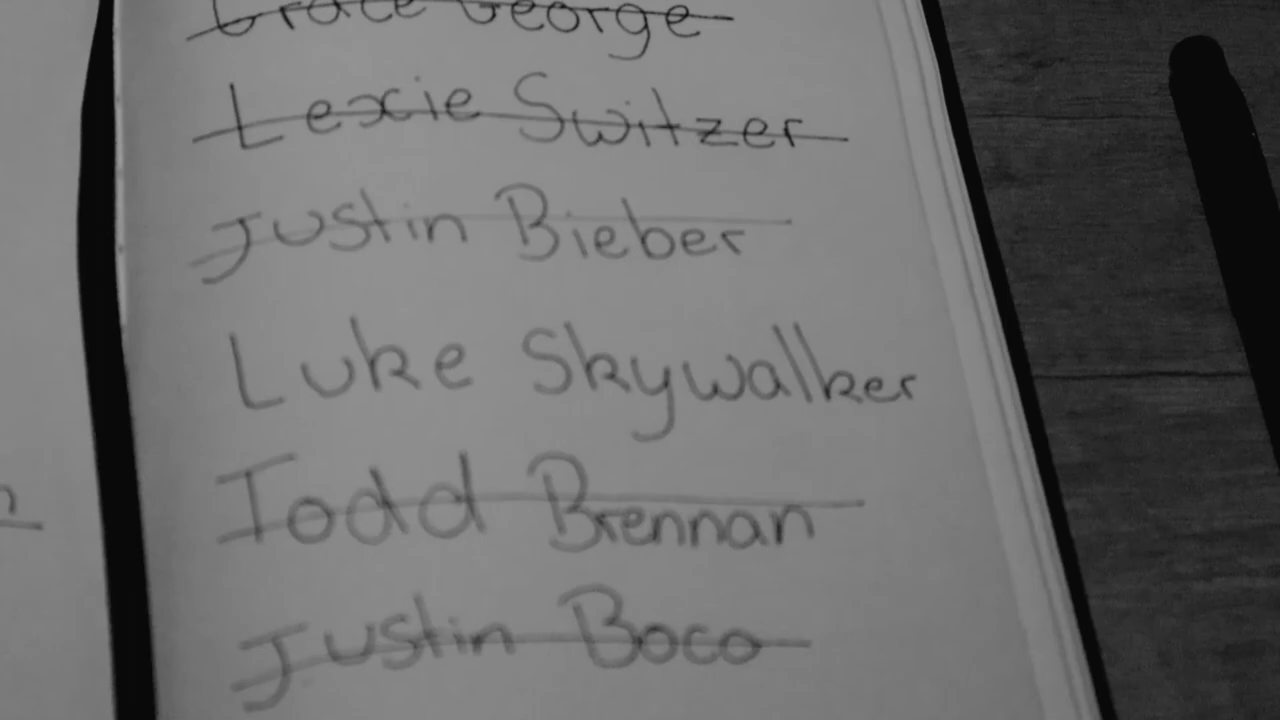 Grace George
Lexie Switzer
Justin Bieber
Luke Skywalker
Todd Brennan
Justin Boco